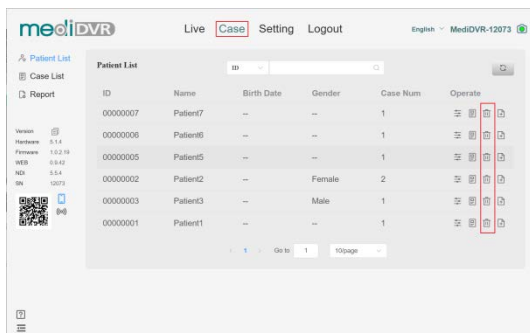 mediDVR
Live Case Setting Logout
English MediDVR-12073
Patient List
Case List
Report
Version
Hardware 5.1.4
Firmware 1.0.2.19
WEB 0.9.42
NDI 5.5.4
SN 12073
Patient List
ID
ID Name Birth Date Gender Case Num Operate
00000007 Patient7 -- -- 1
00000006 Patient6 -- -- 1
00000005 Patient5 -- -- 1
00000002 Patient2 -- Female 2
00000003 Patient3 -- Male 1
00000001 Patient1 -- -- 1
< 1 > Go to 1 10/page